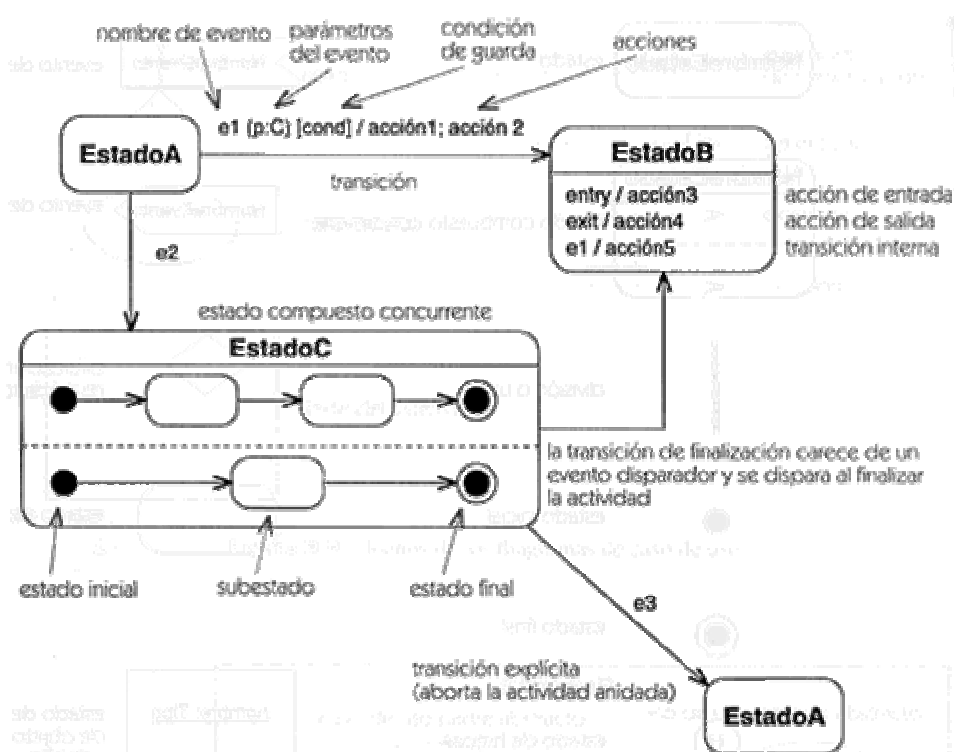 nombre de evento
parámetros
del evento
condición
de guarda
acciones
e1 (p:C) ]cond] / acción1; acción 2
EstadoA
transición
EstadoB
entry / acción3
exit / acción4
e1 / acción5
acción de entrada
acción de salida
transición interna
e2
estado compuesto concurrente
EstadoC
la transición de finalización carece de un
evento disparador y se dispara al finalizar
la actividad
estado inicial
subestado
estado final
e3
transición explícita
(aborta la actividad anidada)
EstadoA